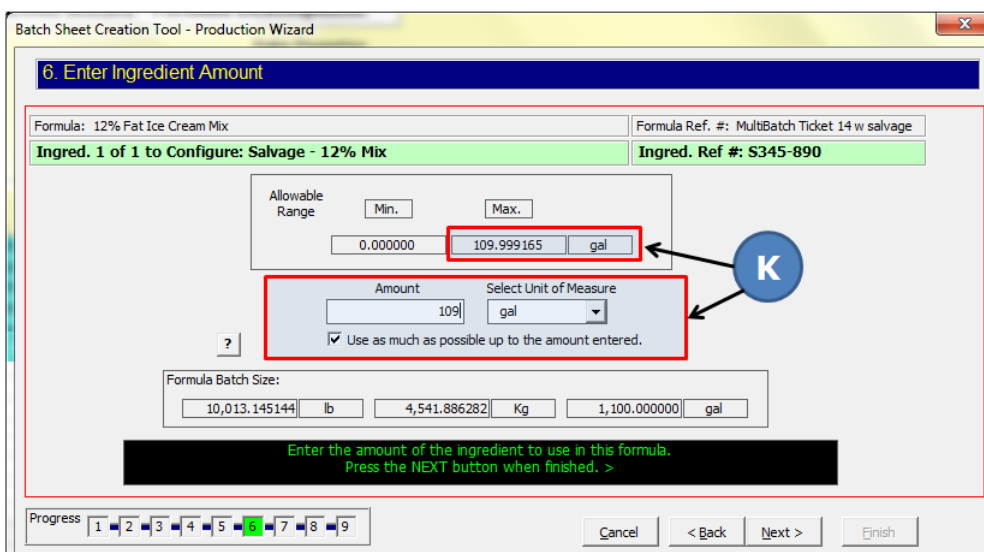 Batch Sheet Creation Tool - Production Wizard
X
6. Enter Ingredient Amount
Formula: 12% Fat Ice Cream Mix Formula Ref. #: MultiBatch Ticket 14 w salvage
Ingred. 1 of 1 to Configure: Salvage - 12% Mix Ingred. Ref #: S345-890
Allowable
Range Min. Max.
0.000000 109.999165 gal
K
Amount Select Unit of Measure
109 gal
? Use as much as possible up to the amount entered.
Formula Batch Size:
10,013.145144 lb 4,541.886282 Kg 1,100.000000 gal
Enter the amount of the ingredient to use in this formula.
Press the NEXT button when finished. >
Progress 1 2 3 4 5 6 7 8 9
Cancel < Back Next > Finish